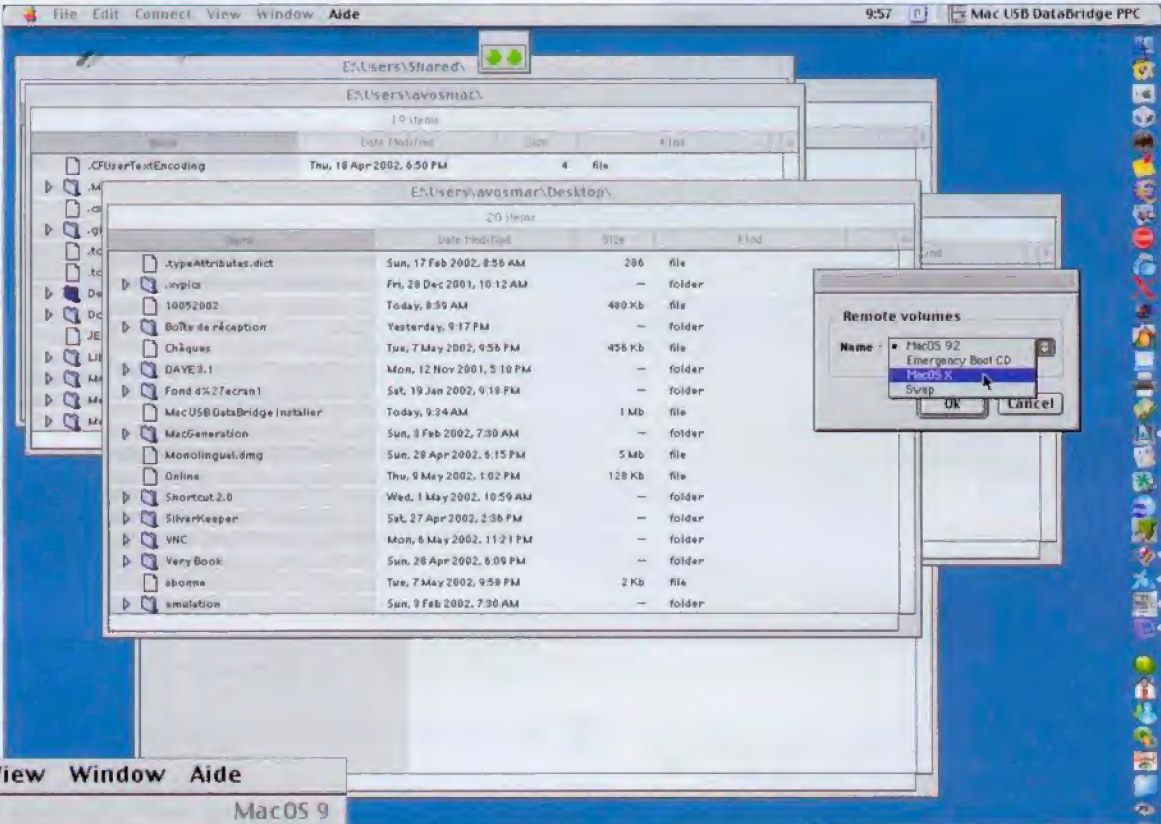 File Edit Connect View Window Aide
9:57
Mac USB DataBridge PPC
E:\Users\Shared\
E:\Users\avosmac\
19 items
Name Date Modified Size Kind
.CFUserTextEncoding Thu, 18 Apr 2002, 6:50 PM 4 file
E:\Users\avosmac\Desktop\
20 items
Name Date Modified Size Kind
.typeAttributes.dict Sun, 17 Feb 2002, 8:56 AM 286 file
.xvpics Fri, 28 Dec 2001, 10:12 AM — folder
10052002 Today, 8:39 AM 480 Kb file
Boîte de réception Yesterday, 9:17 PM — folder
Chèques Tue, 7 May 2002, 9:56 PM 456 Kb file
DAVE 3.1 Mon, 12 Nov 2001, 5:10 PM — folder
Fond d%27ecran1 Sat, 19 Jan 2002, 9:18 PM — folder
Mac USB DataBridge Installer Today, 9:34 AM 1 Mb file
MacGeneration Sun, 3 Feb 2002, 7:30 AM — folder
Monolingual.dmg Sun, 28 Apr 2002, 6:15 PM 5 Mb file
Online Thu, 9 May 2002, 1:02 PM 128 Kb file
Shortcut 2.0 Wed, 1 May 2002, 10:59 AM — folder
SilverKeeper Sat, 27 Apr 2002, 2:36 PM — folder
VNC Mon, 6 May 2002, 11:21 PM — folder
Very Book Sun, 28 Apr 2002, 6:09 PM — folder
abonne Tue, 7 May 2002, 9:58 PM 2 Kb file
emulation Sun, 3 Feb 2002, 7:30 AM — folder
Remote volumes
Name :
MacOS 92
Emergency Boot CD
MacOS X
Swap
Ok Cancel
View Window Aide
MacOS 9